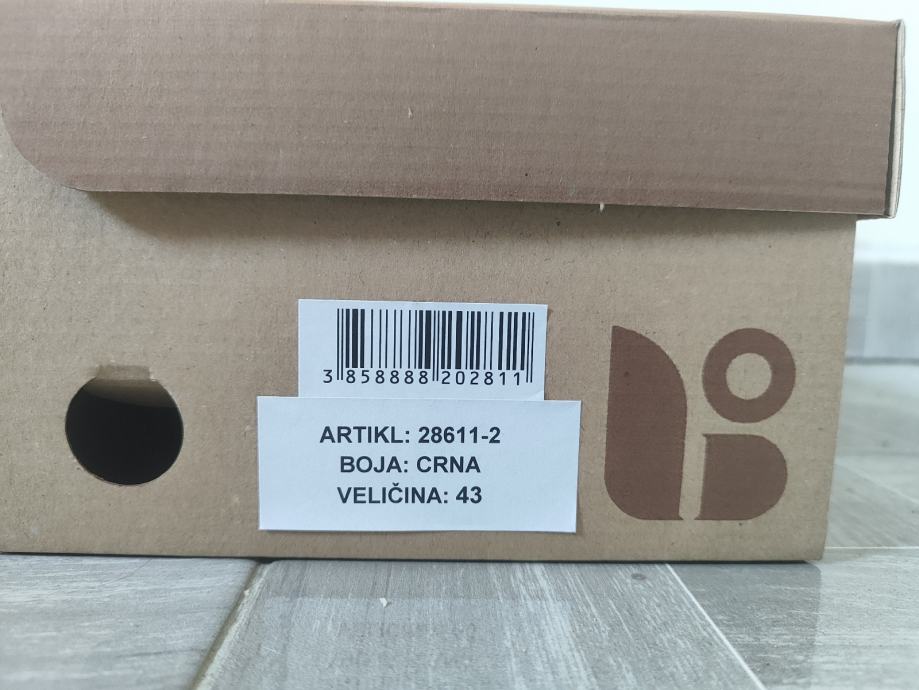 3 858888 202811
ARTIKL: 28611-2
BOJA: CRNA
VELIČINA: 43